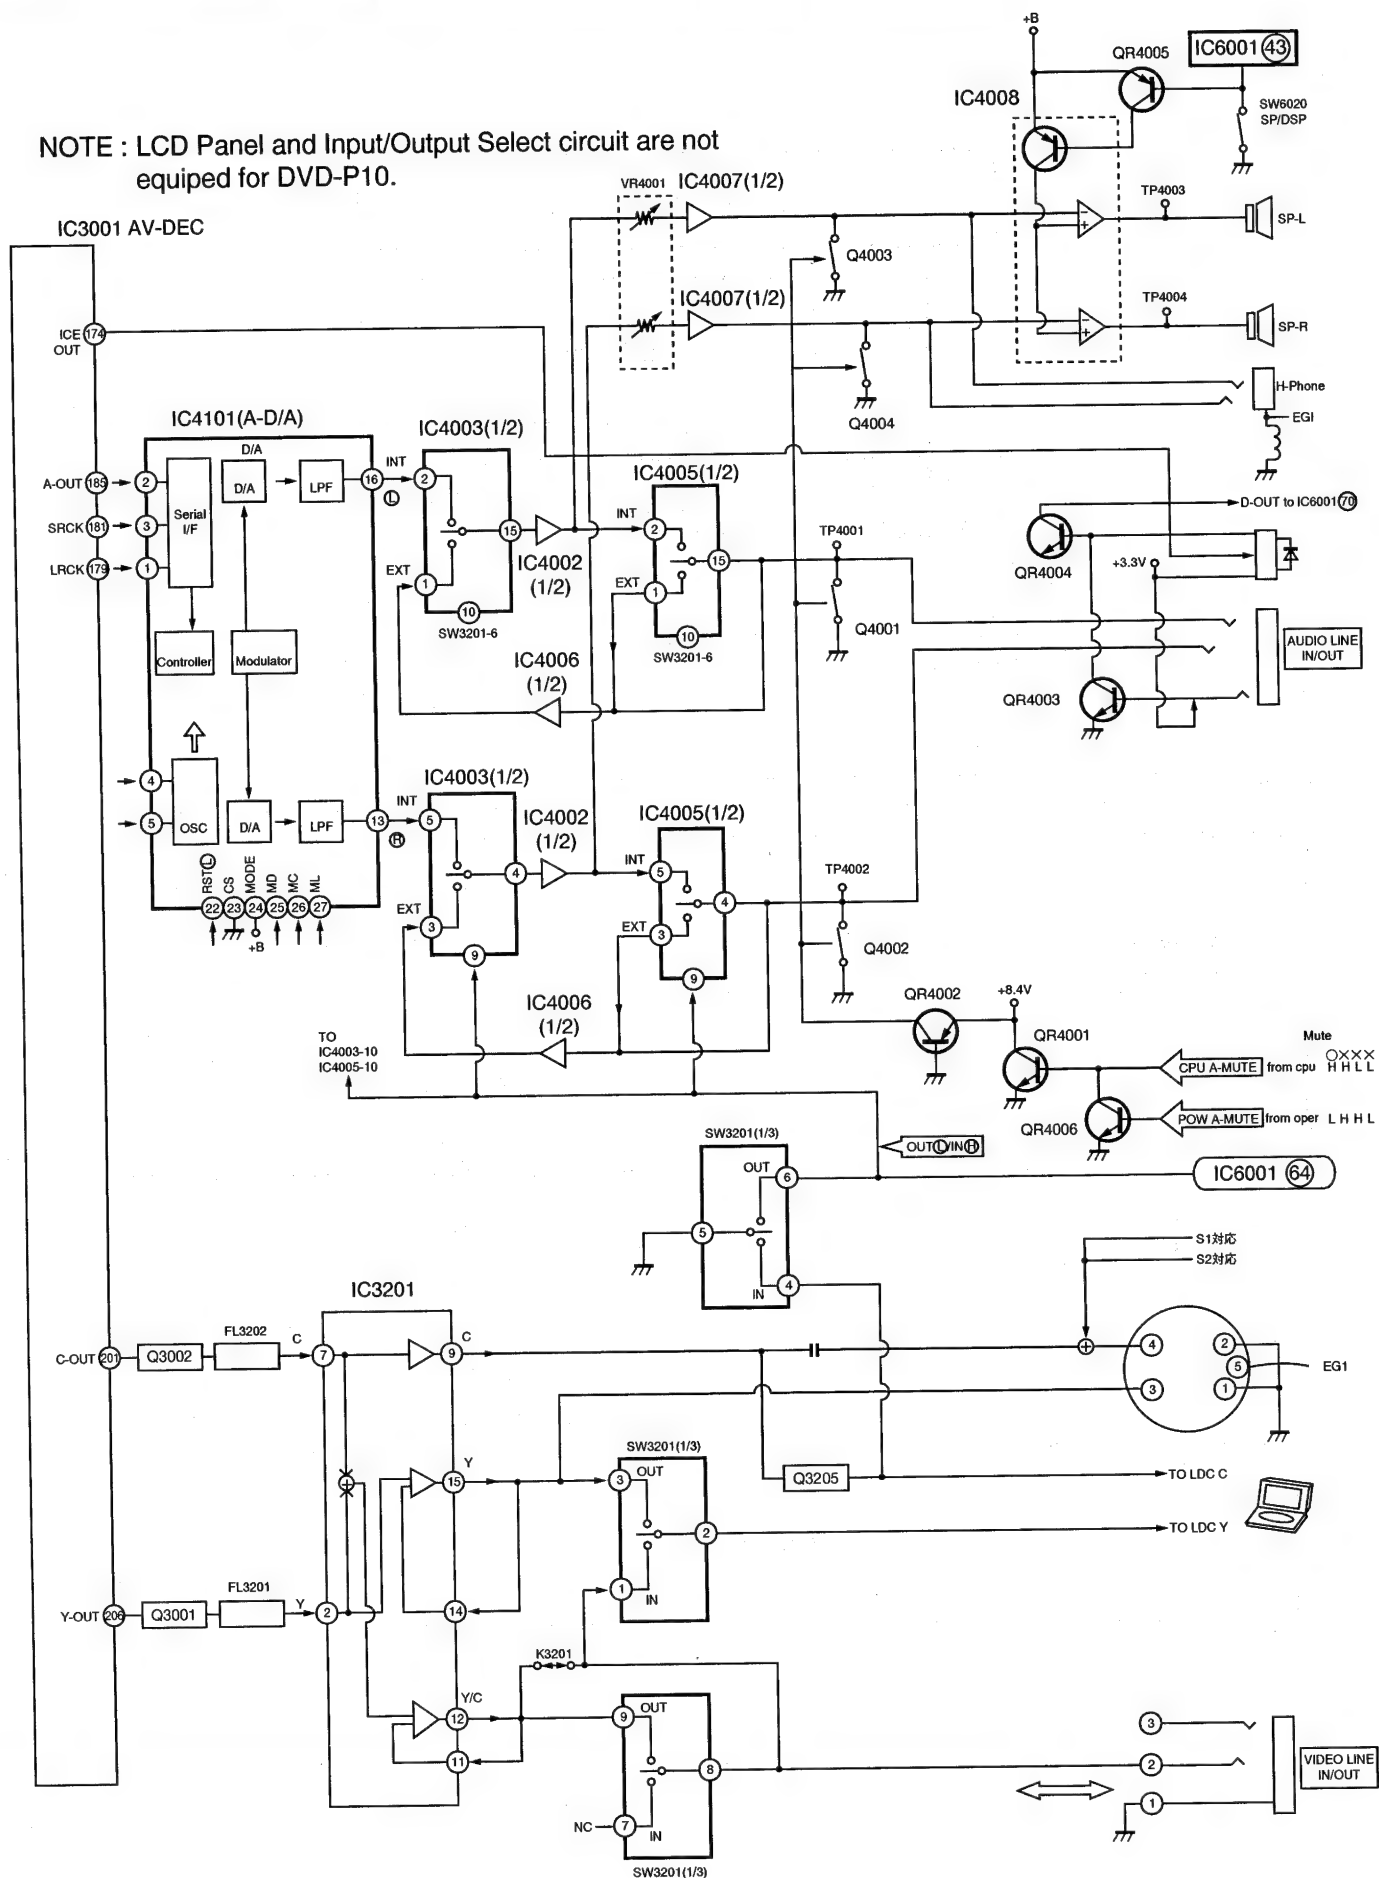 NOTE : LCD Panel and Input/Output Select circuit are not
equiped for DVD-P10.
+B
QR4005
IC6001 43
IC4008
SW6020
SP/DSP
VR4001
IC4007(1/2)
TP4003
SP-L
Q4003
IC3001 AV-DEC
IC4007(1/2)
TP4004
SP-R
ICE
OUT
174
Q4004
H-Phone
EGI
IC4101(A-D/A)
IC4003(1/2)
D/A
INT
16
L
2
D/A
LPF
A-OUT
185
2
Serial
I/F
SRCK
181
3
LRCK
179
1
15
EXT
1
10
SW3201-6
IC4002
(1/2)
IC4005(1/2)
INT
2
15
EXT
1
10
SW3201-6
D-OUT to IC6001 70
QR4004
+3.3V
TP4001
Q4001
AUDIO LINE
IN/OUT
QR4003
Controller
Modulator
IC4006
(1/2)
4
5
OSC
D/A
LPF
INT
13
R
IC4003(1/2)
5
4
EXT
3
9
IC4002
(1/2)
IC4005(1/2)
INT
5
4
EXT
3
9
TP4002
Q4002
RST L
CS
MODE
MD
MC
ML
22
23
24
25
26
27
+B
IC4006
(1/2)
TO
IC4003-10
IC4005-10
QR4002
+8.4V
QR4001
Mute
○XXX
CPU A-MUTE from cpu H H L L
QR4006
POW A-MUTE from oper L H H L
SW3201(1/3)
OUT
6
5
4
IN
OUT L/IN H
IC6001 64
S1対応
S2対応
IC3201
FL3202
C-OUT
201
Q3002
C
7
9
C
4
2
5
3
1
EG1
SW3201(1/3)
Y
15
3
OUT
2
1
IN
Q3205
TO LDC C
TO LDC Y
FL3201
Y-OUT
206
Q3001
Y
2
14
K3201
Y/C
12
11
9
OUT
8
NC
7
IN
SW3201(1/3)
3
2
1
VIDEO LINE
IN/OUT